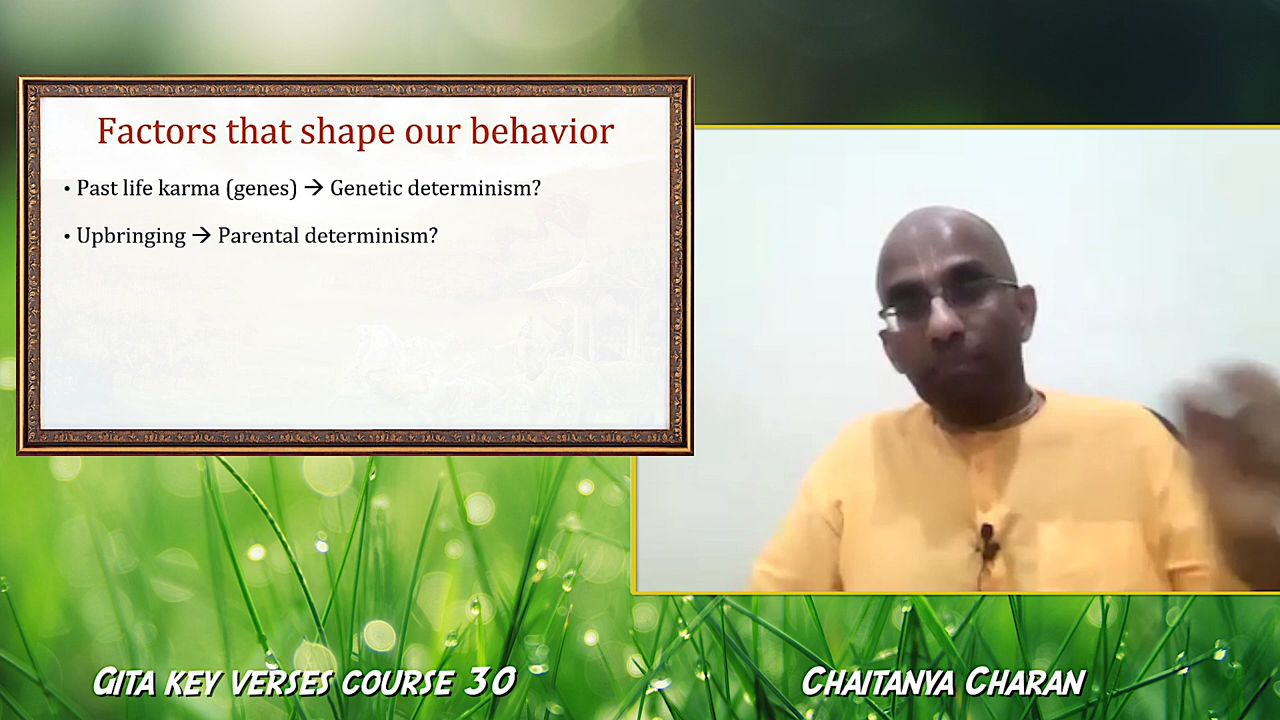 Factors that shape our behavior
• Past life karma (genes) → Genetic determinism?
• Upbringing → Parental determinism?
Gita key verses course 30
Chaitanya Charan